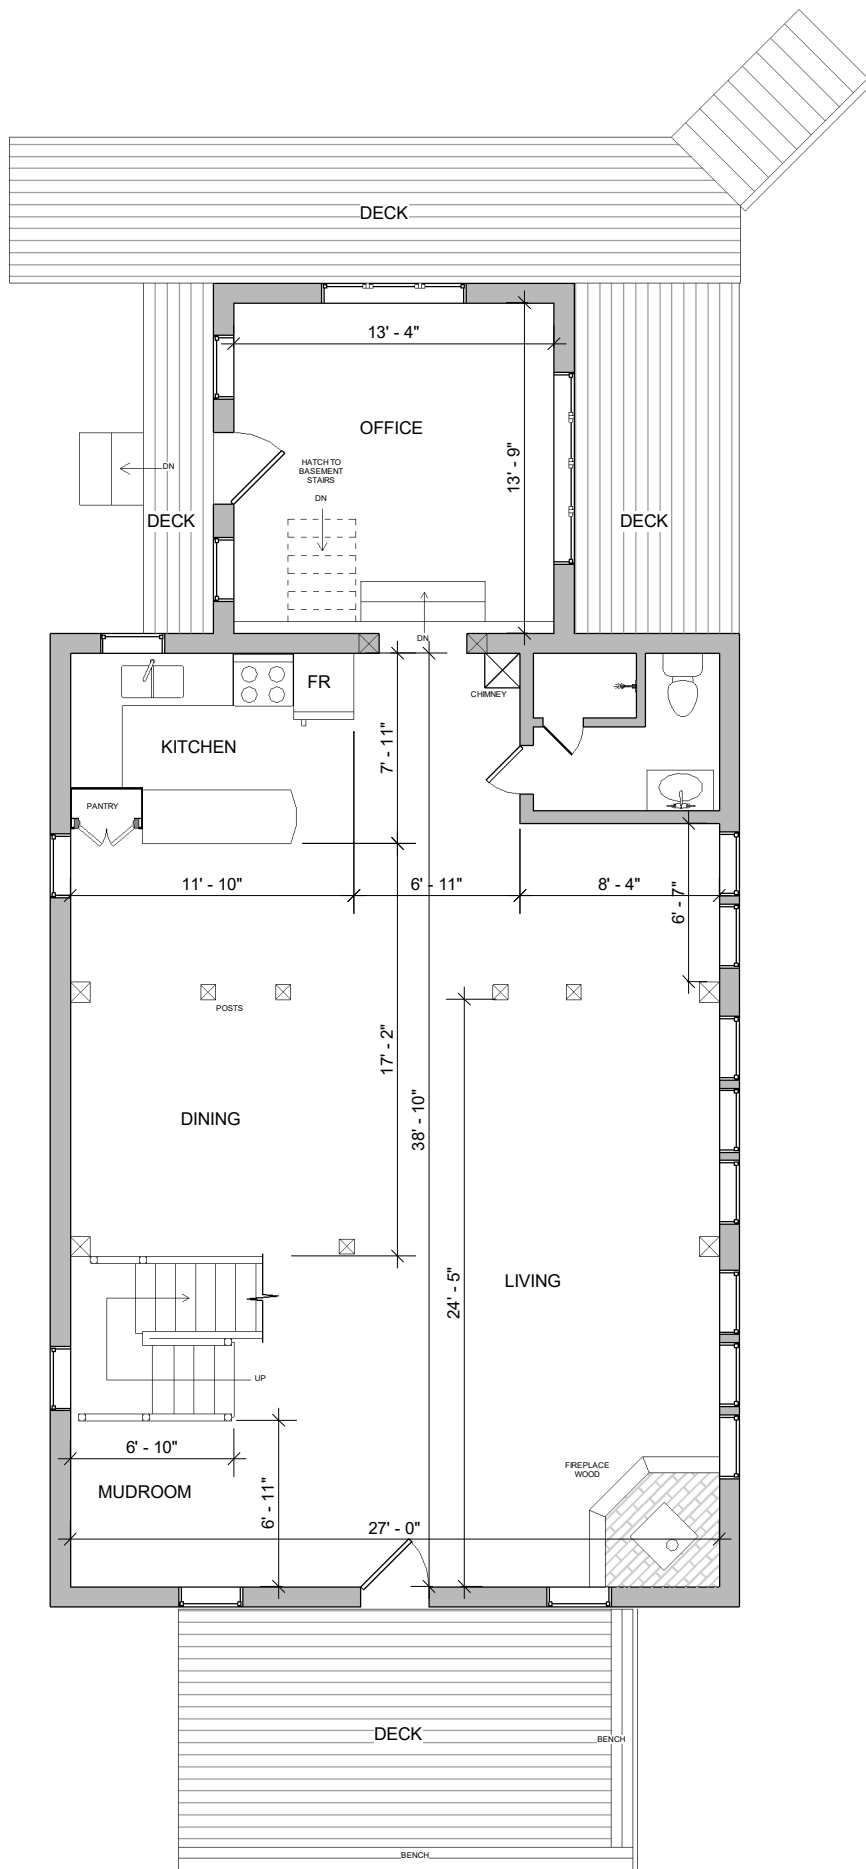 DECK
13' - 4"
OFFICE
13' - 9"
HATCH TO
BASEMENT
STAIRS
DN
DN
DECK
DECK
DN
FR
CHIMNEY
KITCHEN
7' - 11"
PANTRY
11' - 10"
6' - 11"
8' - 4"
6' - 7"
POSTS
17' - 2"
DINING
38' - 10"
24' - 5"
LIVING
UP
6' - 10"
FIREPLACE
WOOD
MUDROOM
6' - 11"
27' - 0"
DECK
BENCH
BENCH